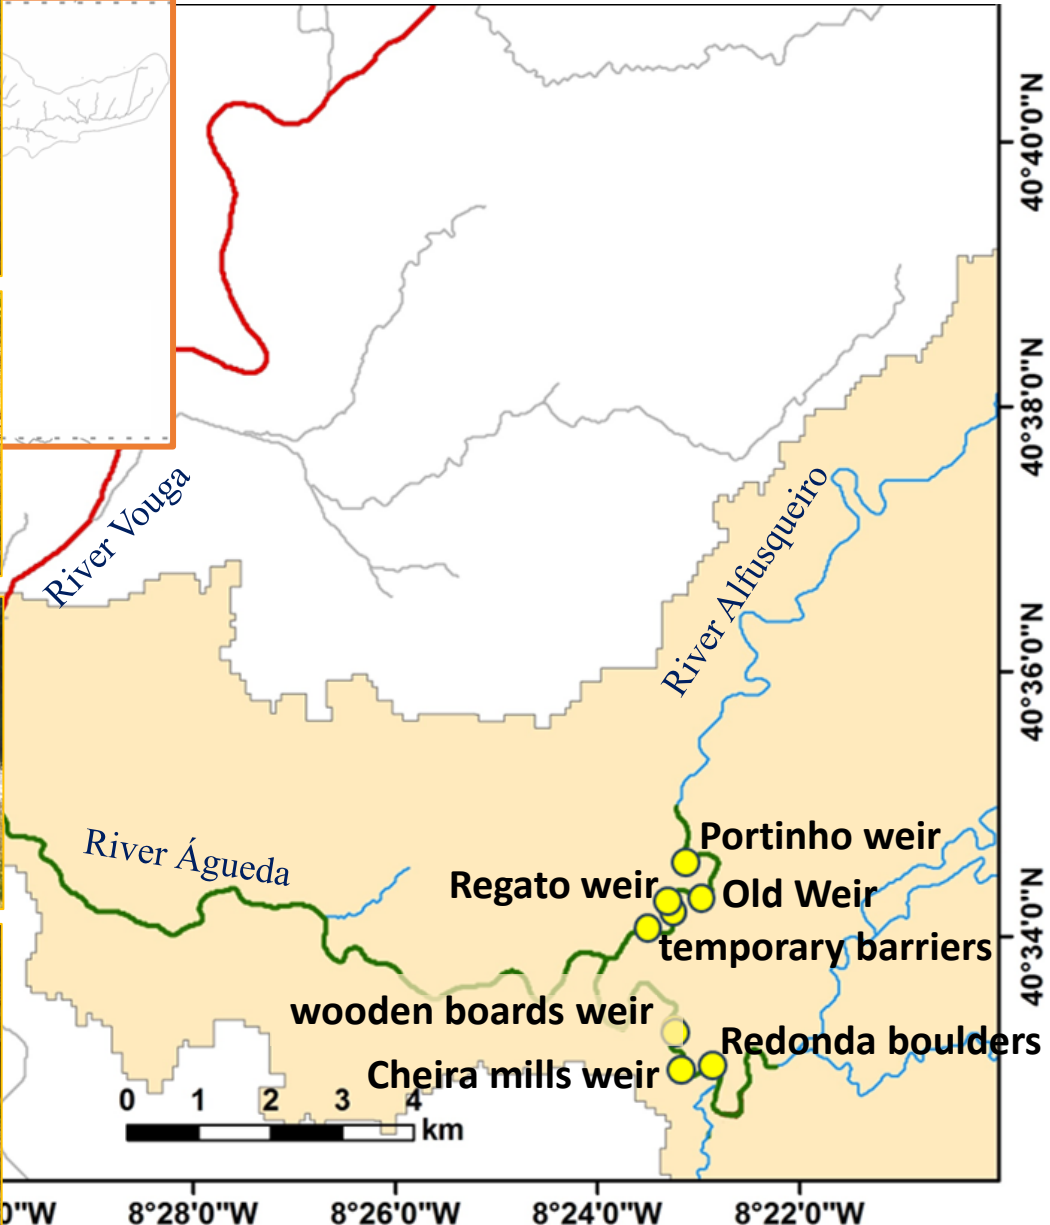 40°40'0"N
40°38'0"N
River Vouga
River Alfusqueiro
40°36'0"N
Portinho weir
River Águeda
Regato weir
Old Weir
40°34'0"N
temporary barriers
wooden boards weir
Redonda boulders
Cheira mills weir
0 1 2 3 4
km
0"W 8°28'0"W 8°26'0"W 8°24'0"W 8°22'0"W